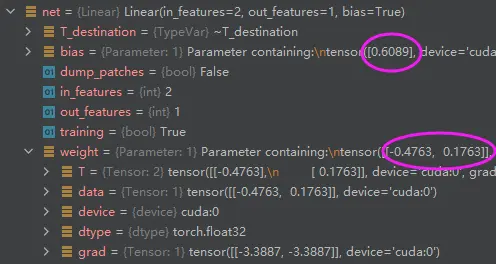 net = {Linear} Linear(in_features=2, out_features=1, bias=True)
T_destination = {TypeVar} ~T_destination
bias = {Parameter: 1} Parameter containing:\ntensor([0.6089], device='cuda
01 dump_patches = {bool} False
01 in_features = {int} 2
01 out_features = {int} 1
01 training = {bool} True
weight = {Parameter: 1} Parameter containing:\ntensor([[-0.4763, 0.1763]],
T = {Tensor: 2} tensor([[-0.4763],\n [ 0.1763]], device='cuda:0', grad
data = {Tensor: 1} tensor([[-0.4763, 0.1763]], device='cuda:0')
device = {device} cuda:0
dtype = {dtype} torch.float32
grad = {Tensor: 1} tensor([[-3.3887, -3.3887]], device='cuda:0')